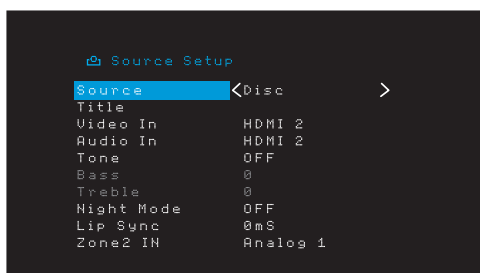 Source Setup
Source Disc
Title
Video In HDMI 2
Audio In HDMI 2
Tone OFF
Bass 0
Treble 0
Night Mode OFF
Lip Sync 0mS
Zone2 IN Analog 1